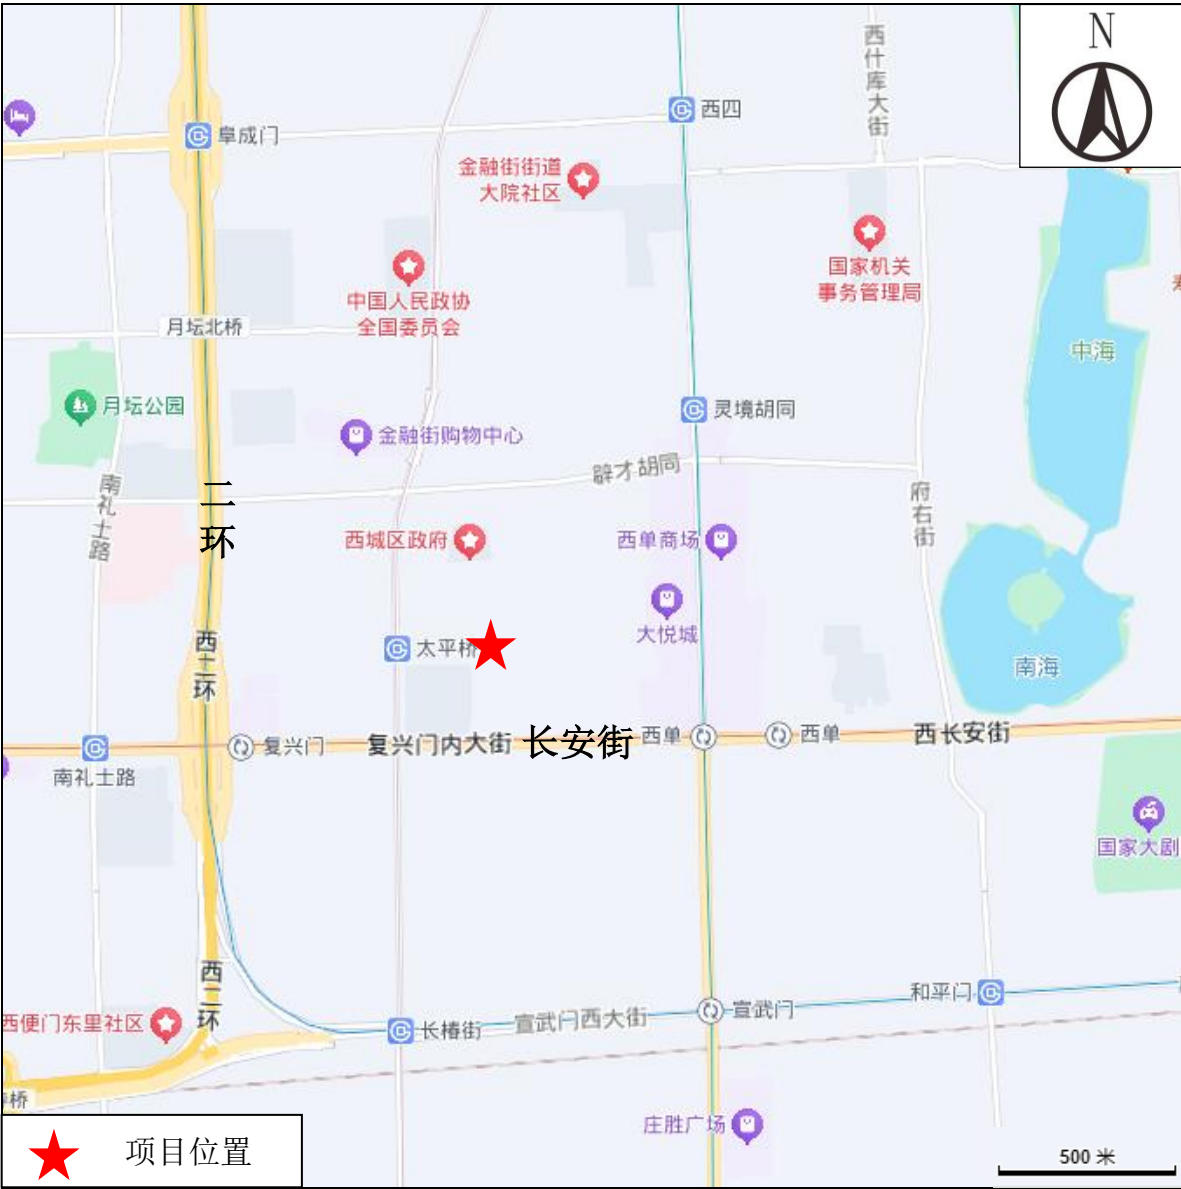 N
西什库大街
西四
阜成门
金融街街道
大院社区
国家机关
事务管理局
中国人民政协
全国委员会
月坛北桥
中海
月坛公园
灵境胡同
金融街购物中心
辟才胡同
南礼士路
二环
府右街
西城区政府
西单商场
大悦城
西二环
太平桥
南海
复兴门
复兴门内大街
长安街
西单
西单
西长安街
南礼士路
国家大剧
西二环
和平门
西便门东里社区
长椿街
宣武门西大街
宣武门
桥
庄胜广场
项目位置
500 米